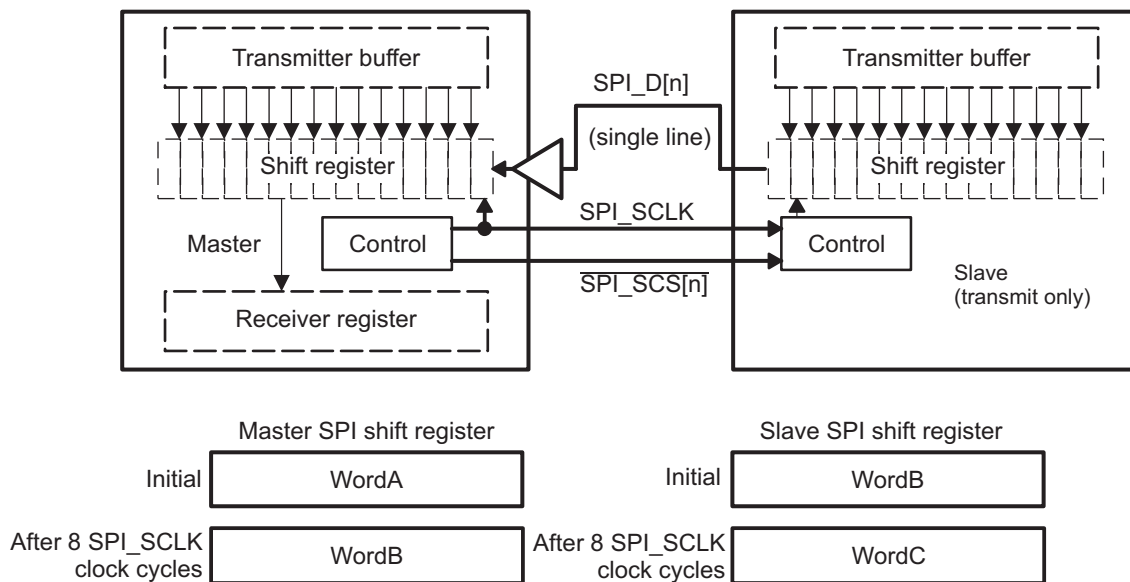 Transmitter buffer
Shift register
Master
Control
Receiver register
SPI_D[n]
(single line)
SPI_SCLK
SPI_SCS[n]
Transmitter buffer
Shift register
Control
Slave
(transmit only)
Master SPI shift register
Initial
WordA
After 8 SPI_SCLK
clock cycles
WordB
Slave SPI shift register
Initial
WordB
After 8 SPI_SCLK
clock cycles
WordC